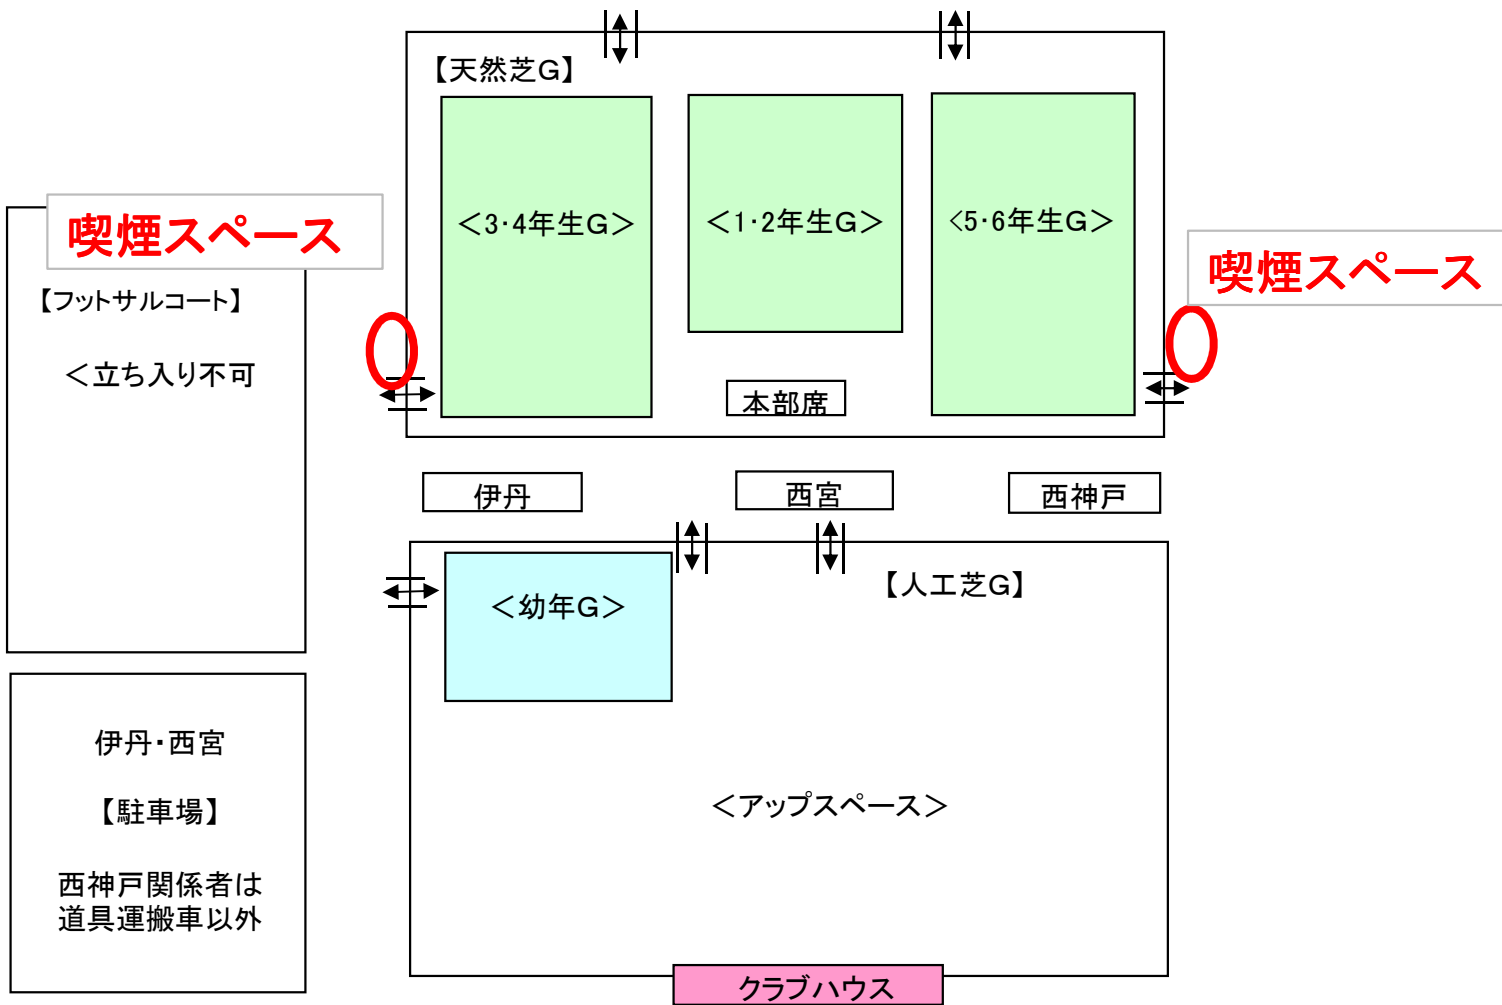 【天然芝G】
＜3・4年生G＞
＜1・2年生G＞
<5・6年生G＞
喫煙スペース
喫煙スペース
【フットサルコート】
＜立ち入り不可
本部席
伊丹
西宮
西神戸
【人工芝G】
＜幼年G＞
伊丹・西宮
【駐車場】
西神戸関係者は
道具運搬車以外
＜アップスペース＞
クラブハウス